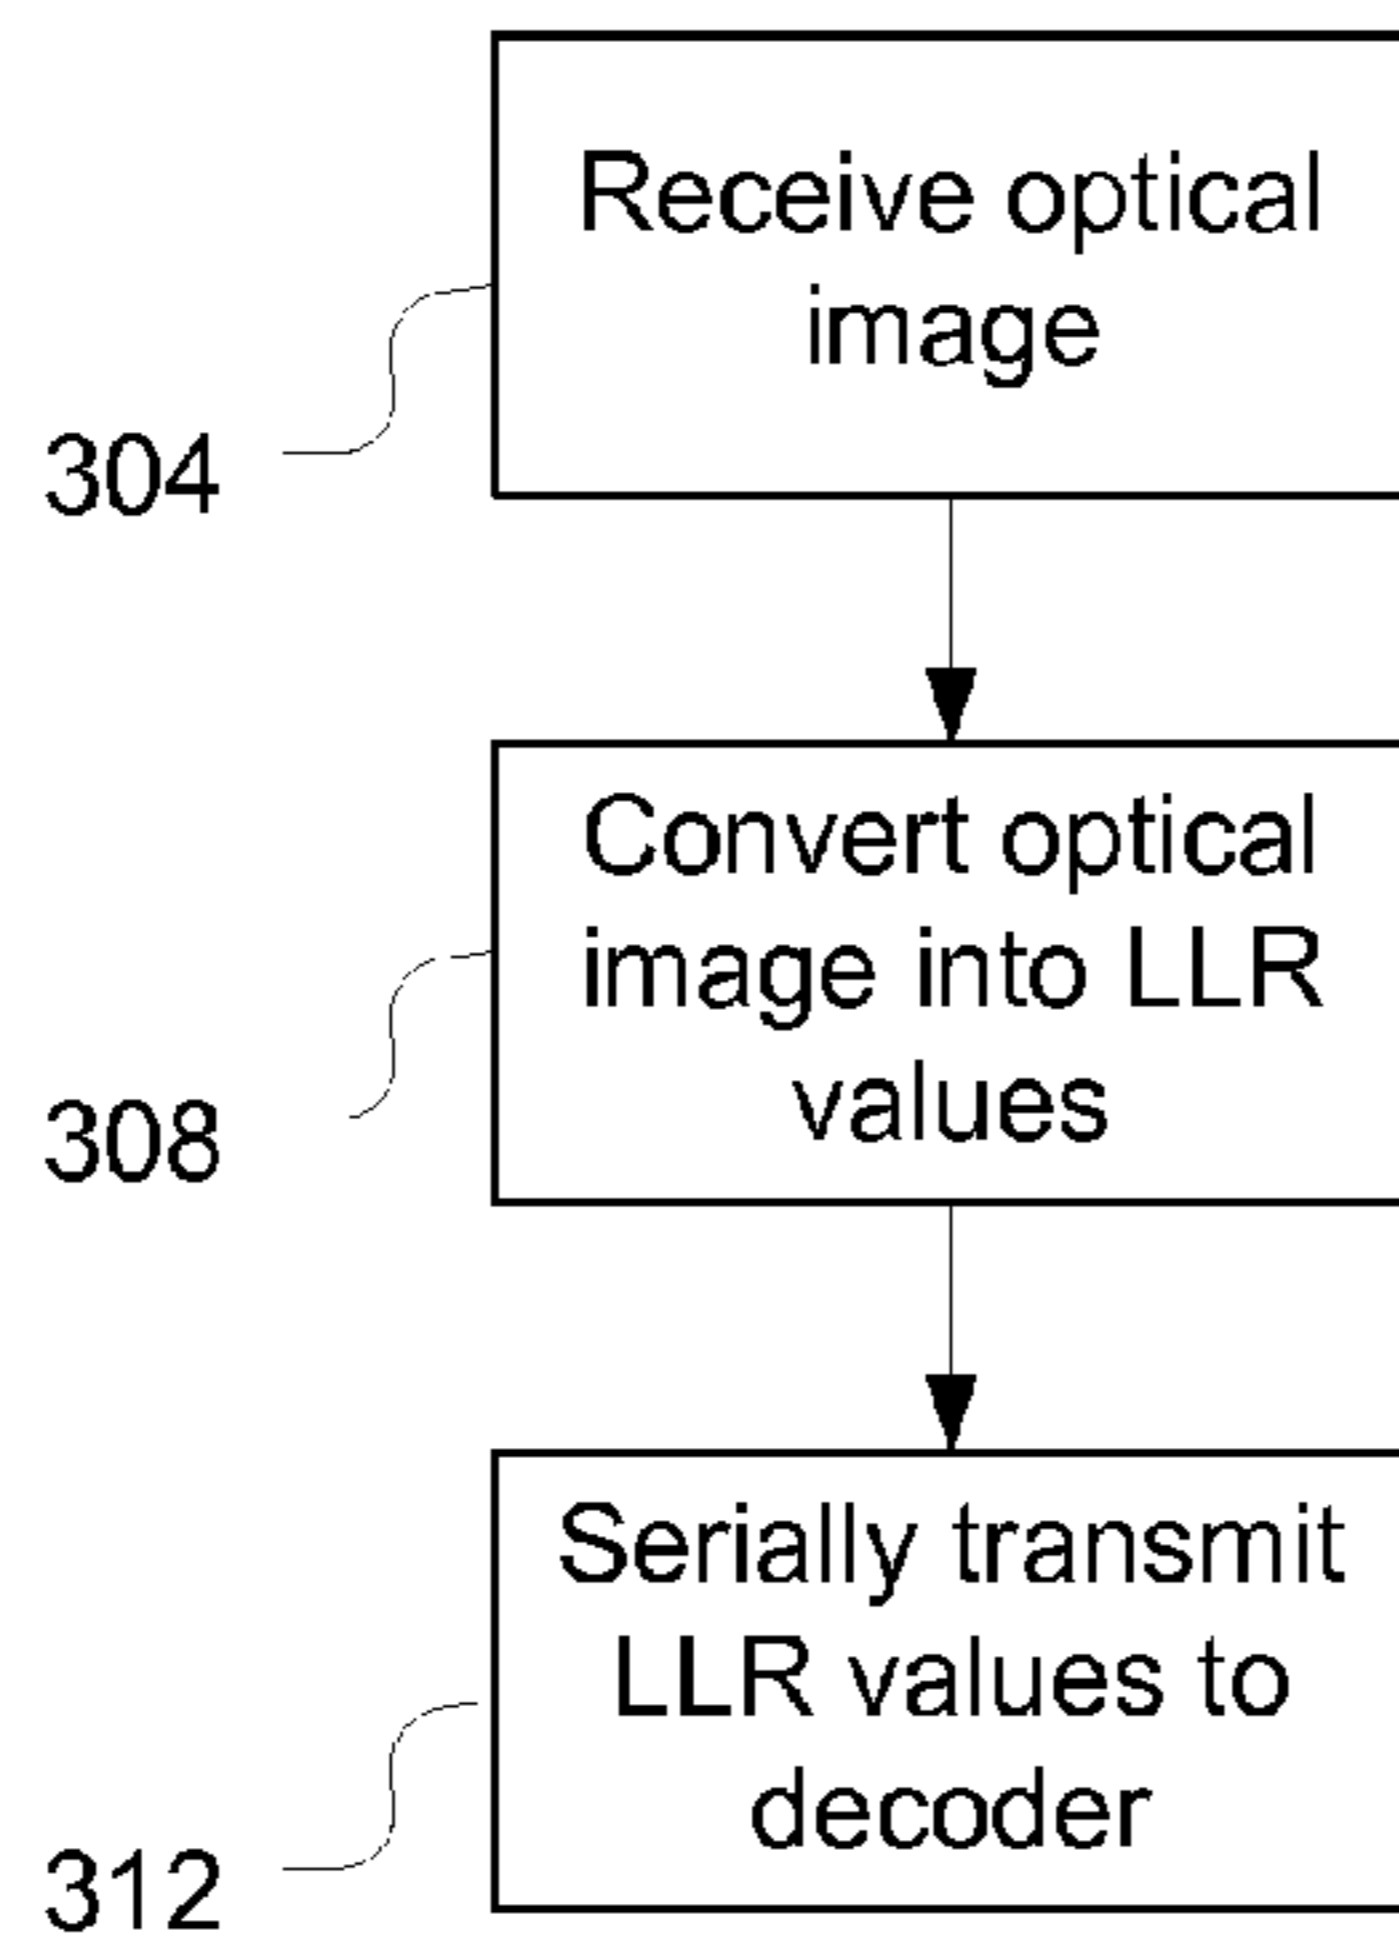 Receive optical
image
304
Convert optical
image into LLR
values
308
Serially transmit
LLR values to
decoder
312